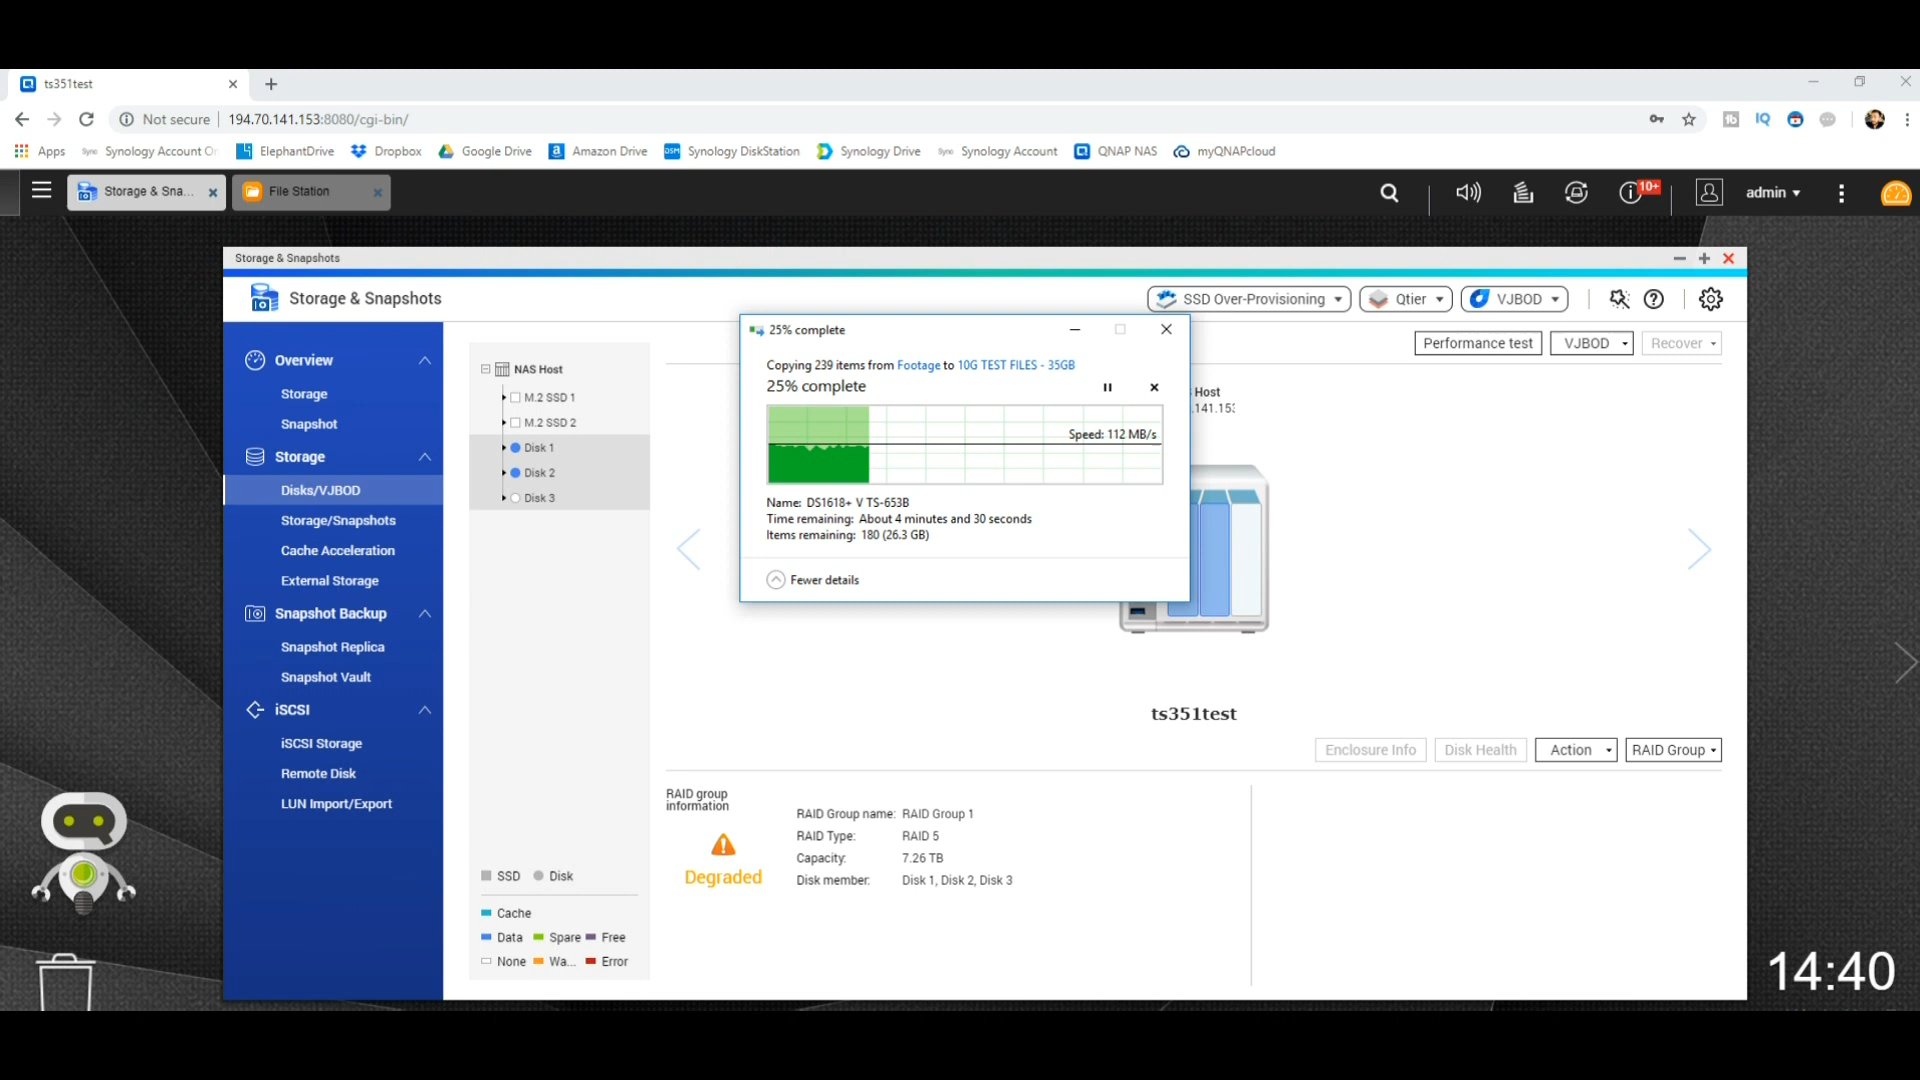 ts351test
Not secure
194.70.141.153:8080/cgi-bin/
IQ
Apps
Synology Account Or
ElephantDrive
Dropbox
Google Drive
Amazon Drive
Synology DiskStation
Synology Drive
Synology Account
QNAP NAS
myQNAPcloud
Storage & Sna...
File Station
10+
admin
Storage & Snapshots
Storage & Snapshots
SSD Over-Provisioning
Qtier
VJBOD
Performance test
VJBOD
Recover
Overview
Storage
Snapshot
Storage
Disks/VJBOD
Storage/Snapshots
Cache Acceleration
External Storage
Snapshot Backup
Snapshot Replica
Snapshot Vault
iSCSI
iSCSI Storage
Remote Disk
LUN Import/Export
NAS Host
M.2 SSD 1
M.2 SSD 2
Disk 1
Disk 2
Disk 3
SSD
Disk
Cache
Data
Spare
Free
None
Wa...
Error
25% complete
Copying 239 items from Footage to 10G TEST FILES - 35GB
25% complete
Speed: 112 MB/s
Name: DS1618+ V TS-653B
Time remaining: About 4 minutes and 30 seconds
Items remaining: 180 (26.3 GB)
Fewer details
Host
.141.153
ts351test
Enclosure Info
Disk Health
Action
RAID Group
RAID group
information
Degraded
RAID Group name: RAID Group 1
RAID Type: RAID 5
Capacity: 7.26 TB
Disk member: Disk 1, Disk 2, Disk 3
14:40